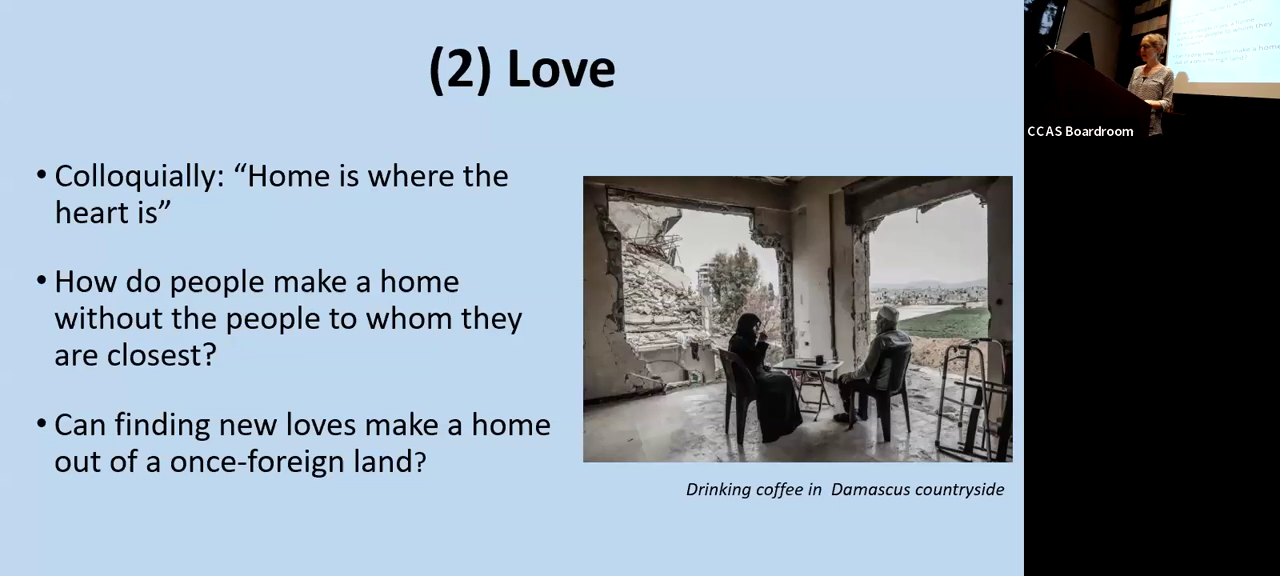 (2) Love
• Colloquially: “Home is where the
heart is”
• How do people make a home
without the people to whom they
are closest?
• Can finding new loves make a home
out of a once-foreign land?
Drinking coffee in Damascus countryside
CCAS Boardroom